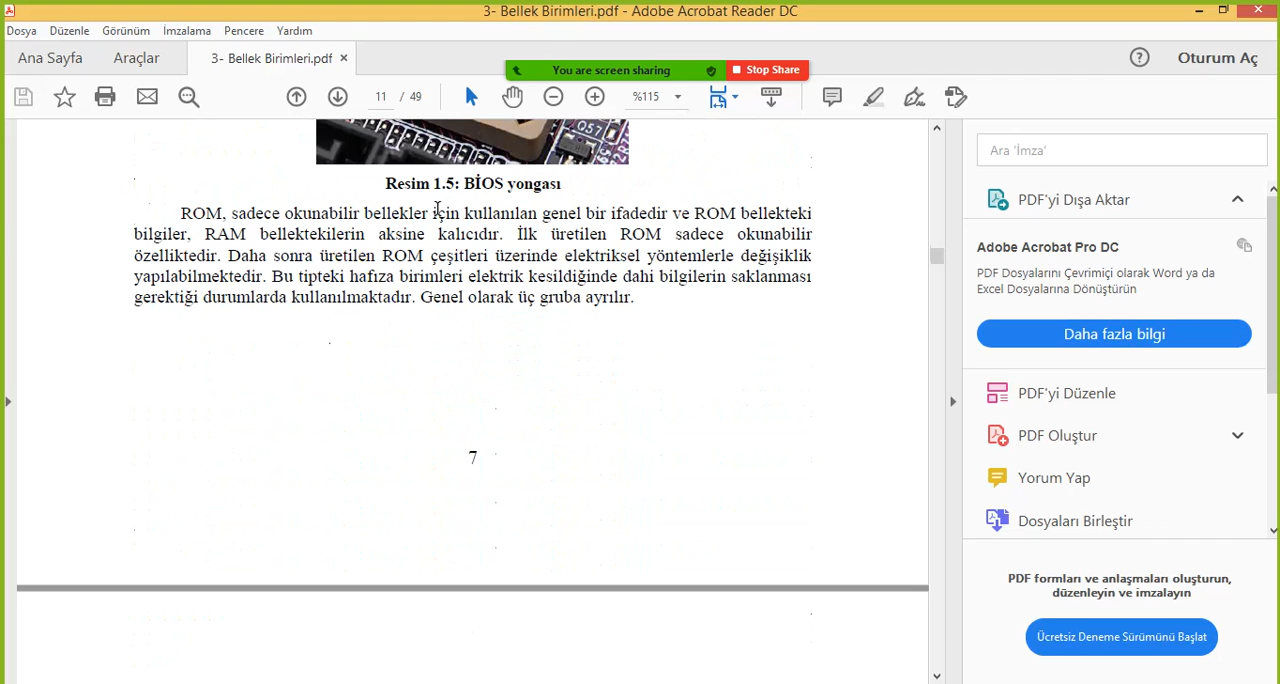 3- Bellek Birimleri.pdf - Adobe Acrobat Reader DC
Dosya Düzenle Görünüm İmzalama Pencere Yardım
Ana Sayfa Araçlar 3- Bellek Birimleri.pdf × Oturum Aç
You are screen sharing Stop Share
11 / 49 %115
Q57
Resim 1.5: BİOS yongası
ROM, sadece okunabilir bellekler için kullanılan genel bir ifadedir ve ROM bellekteki
bilgiler, RAM bellektekilerin aksine kalıcıdır. İlk üretilen ROM sadece okunabilir
özelliktedir. Daha sonra üretilen ROM çeşitleri üzerinde elektriksel yöntemlerle değişiklik
yapılabilmektedir. Bu tipteki hafıza birimleri elektrik kesildiğinde dahi bilgilerin saklanması
gerektiği durumlarda kullanılmaktadır. Genel olarak üç gruba ayrılır.
7
Ara 'İmza'
PDF'yi Dışa Aktar
Adobe Acrobat Pro DC
PDF Dosyalarını Çevrimiçi olarak Word ya da
Excel Dosyalarına Dönüştürün
Daha fazla bilgi
PDF'yi Düzenle
PDF Oluştur
Yorum Yap
Dosyaları Birleştir
PDF formları ve anlaşmaları oluşturun,
düzenleyin ve imzalayın
Ücretsiz Deneme Sürümünü Başlat